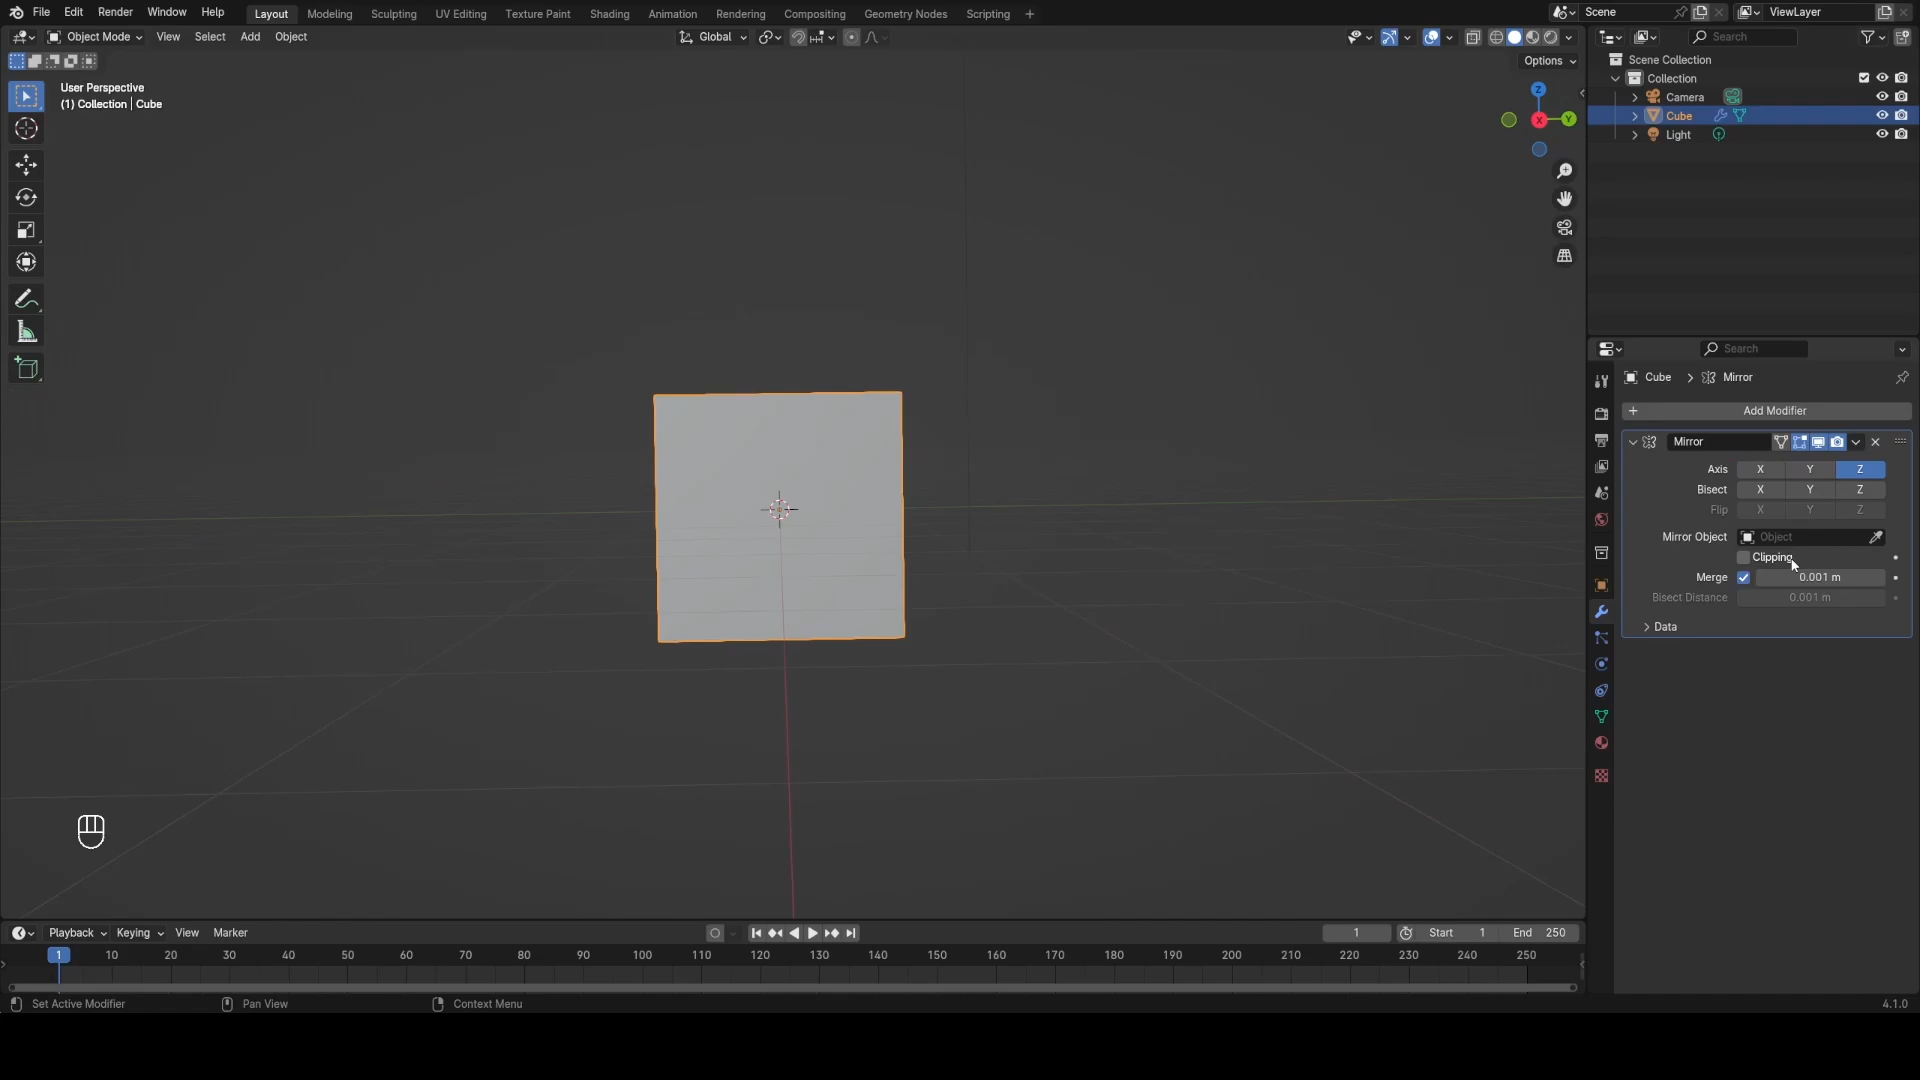 File Edit Render Window Help Layout Modeling Sculpting UV Editing Texture Paint Shading Animation Rendering Compositing Geometry Nodes Scripting + Scene ViewLayer
Object Mode View Select Add Object Global Search
Options
User Perspective
(1) Collection | Cube
Z
X
Y
Scene Collection
Collection
Camera
Cube
Light
Search
Cube > Mirror
+ Add Modifier
Mirror
Axis X Y Z
Bisect X Y Z
Flip X Y Z
Mirror Object Object
Clipping
Merge 0.001 m
Bisect Distance 0.001 m
Data
Playback Keying View Marker 1 Start 1 End 250
1 10 20 30 40 50 60 70 80 90 100 110 120 130 140 150 160 170 180 190 200 210 220 230 240 250
Set Active Modifier Pan View Context Menu 4.1.0